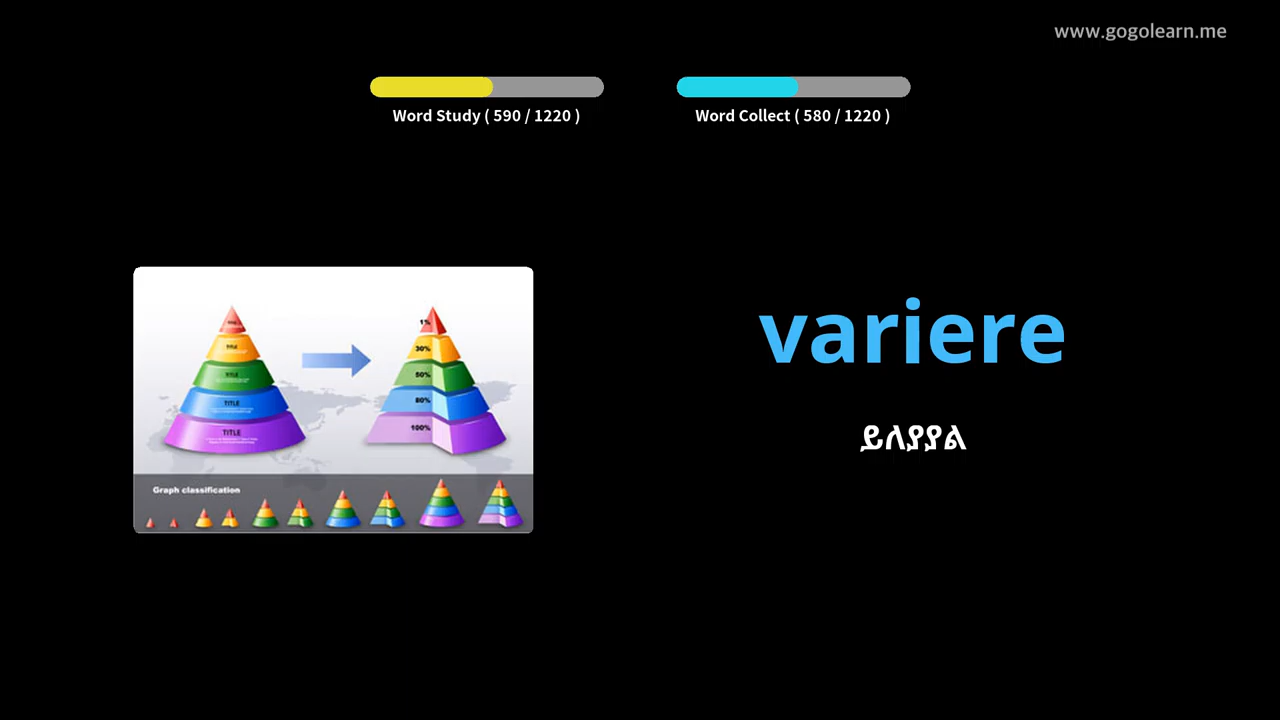 www.gogolearn.me
Word Study ( 590 / 1220 )
Word Collect ( 580 / 1220 )
variere
ይለያያል
TITLE
TITLE
TITLE
TITLE
1%
30%
50%
80%
100%
Graph classification